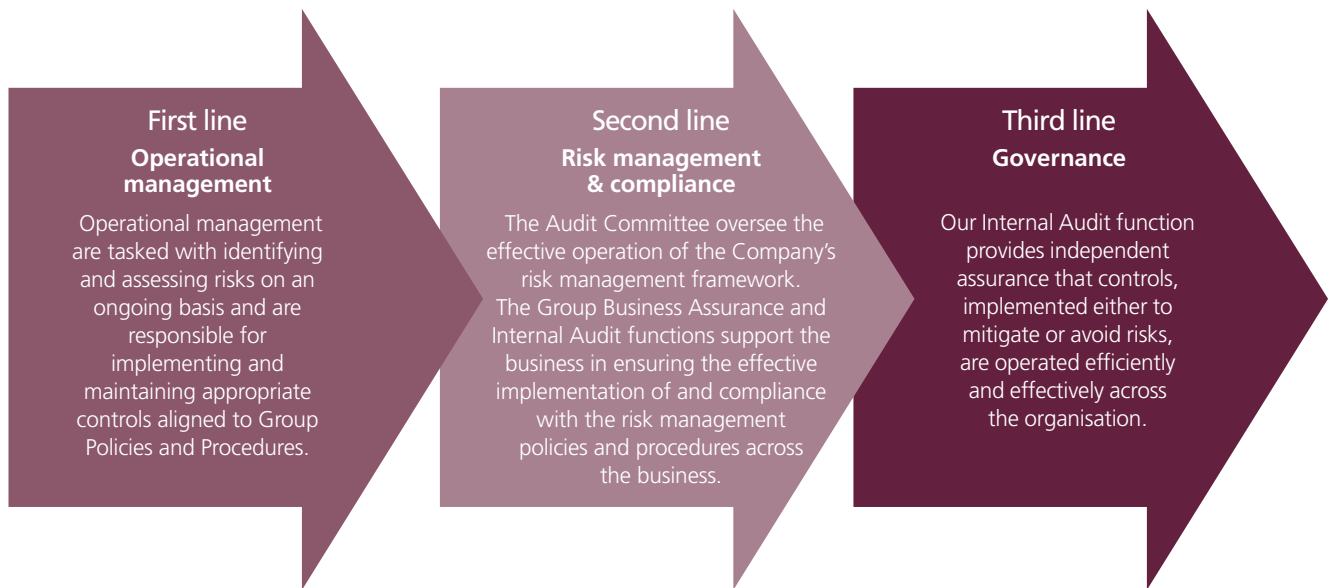 First line
Operational
management
Operational management
are tasked with identifying
and assessing risks on an
ongoing basis and are
responsible for
implementing and
maintaining appropriate
controls aligned to Group
Policies and Procedures.
Second line
Risk management
& compliance
The Audit Committee oversee the
effective operation of the Company's
risk management framework.
The Group Business Assurance and
Internal Audit functions support the
business in ensuring the effective
implementation of and compliance
with the risk management
policies and procedures across
the business.
Third line
Governance
Our Internal Audit function
provides independent
assurance that controls,
implemented either to
mitigate or avoid risks,
are operated efficiently
and effectively across
the organisation.